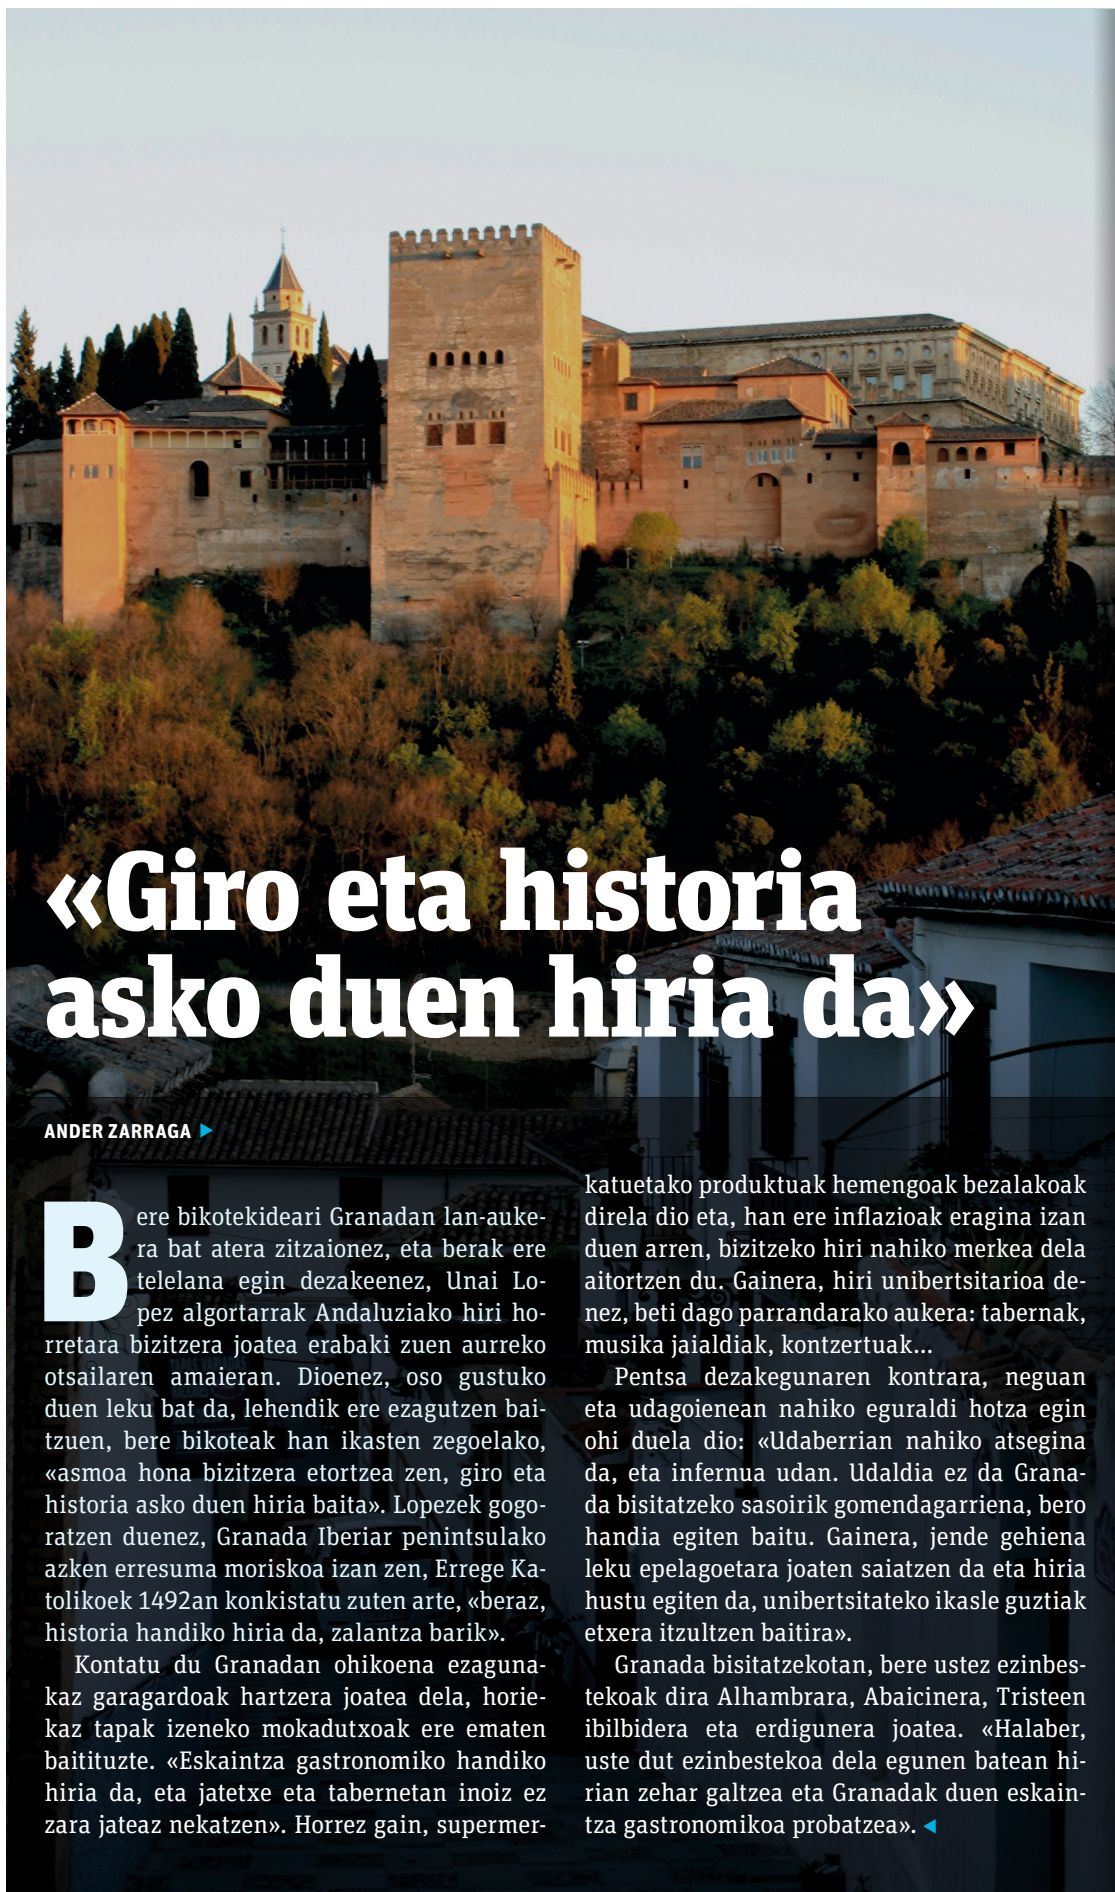 «Giro eta historia
asko duen hiria da»
ANDER ZARRAGA ▶
Bere bikotekideari Granadan lan-auke-
ra bat atera zitzaionez, eta berak ere
telelana egin dezakeenez, Unai Lo-
pez algortarrak Andaluziako hiri ho-
rretara bizitzera joatea erabaki zuen aurreko
otsailaren amaieran. Dioenez, oso gustuko
duen leku bat da, lehendik ere ezagutzen bai-
tzuen, bere bikoteak han ikasten zegoelako,
«asmoa hona bizitzera etortzea zen, giro eta
historia asko duen hiria baita». Lopezek gogo-
ratzen duenez, Granada Iberiar penintsulako
azken erresuma moriskoa izan zen, Errege Ka-
tolikoek 1492an konkistatu zuten arte, «beraz,
historia handiko hiria da, zalantza barik».
Kontatu du Granadan ohikoena ezaguna-
kaz garagardoak hartzera joatea dela, horie-
kaz tapak izeneko mokadutxoak ere ematen
baitituzte. «Eskaintza gastronomiko handiko
hiria da, eta jatetxe eta tabernetan inoiz ez
zara jateaz nekatzen». Horrez gain, supermer-
katuetako produktuak hemengoak bezalakoak
direla dio eta, han ere inflazioak eragina izan
duen arren, bizitzeko hiri nahiko merkea dela
aitortzen du. Gainera, hiri unibertsitarioa de-
nez, beti dago parrandarako aukera: tabernak,
musika jaialdiak, kontzertuak...
Pentsa dezakegunaren kontrara, neguan
eta udagoienean nahiko eguraldi hotza egin
ohi duela dio: «Udaberrian nahiko atsegina
da, eta infernua udan. Udaldia ez da Grana-
da bisitatzeko sasoirik gomendagarriena, bero
handia egiten baitu. Gainera, jende gehiena
leku epelagoetara joaten saiatzen da eta hiria
hustu egiten da, unibertsitateko ikasle guztiak
etxera itzultzen baitira».
Granada bisitatzekotan, bere ustez ezinbes-
tekoak dira Alhambrara, Abaicinera, Tristeen
ibilbidera eta erdigunera joatea. «Halaber,
uste dut ezinbestekoa dela egunen batean hi-
rian zehar galtzea eta Granadak duen eskain-
tza gastronomikoa probatzea». ◀